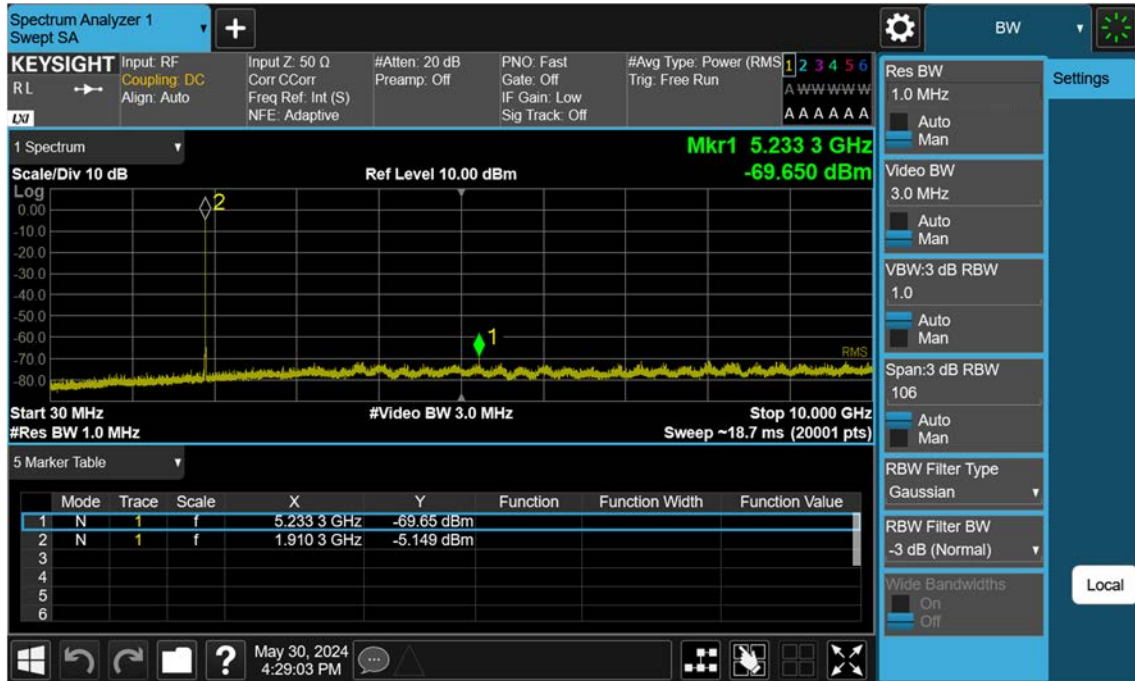 Spectrum Analyzer 1
Swept SA
BW
KEYSIGHT
R L
LXI
Input: RF
Coupling: DC
Align: Auto
Input Z: 50 Ω
Corr CCorr
Freq Ref: Int (S)
NFE: Adaptive
#Atten: 20 dB
Preamp: Off
PNO: Fast
Gate: Off
IF Gain: Low
Sig Track: Off
#Avg Type: Power (RMS
Trig: Free Run
1 2 3 4 5 6
A W W W W W
A A A A A A
1 Spectrum
Scale/Div 10 dB
Ref Level 10.00 dBm
Mkr1 5.233 3 GHz
-69.650 dBm
Log
0.00
-10.0
-20.0
-30.0
-40.0
-50.0
-60.0
-70.0
-80.0
2
1
RMS
Start 30 MHz
#Video BW 3.0 MHz
Stop 10.000 GHz
#Res BW 1.0 MHz
Sweep ~18.7 ms (20001 pts)
5 Marker Table
Mode Trace Scale X Y Function Function Width Function Value
1 N 1 f 5.233 3 GHz -69.65 dBm
2 N 1 f 1.910 3 GHz -5.149 dBm
3
4
5
6
May 30, 2024
4:29:03 PM
Res BW
1.0 MHz
Auto
Man
Video BW
3.0 MHz
Auto
Man
VBW:3 dB RBW
1.0
Auto
Man
Span:3 dB RBW
106
Auto
Man
RBW Filter Type
Gaussian
RBW Filter BW
-3 dB (Normal)
Wide Bandwidths
On
Off
Settings
Local